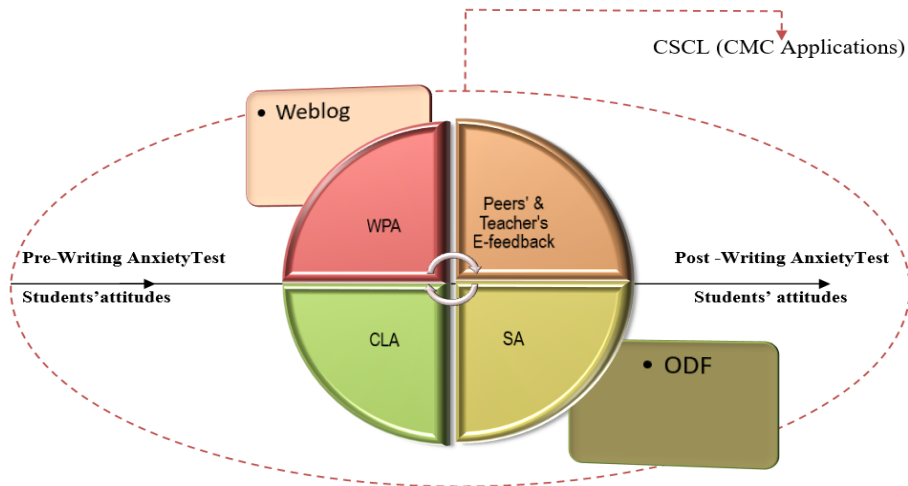 CSCL (CMC Applications)
• Weblog
WPA
Peers' &
Teacher's
E-feedback
Pre-Writing AnxietyTest
Students'attitudes
Post -Writing AnxietyTest
Students' attitudes
CLA
SA
• ODF